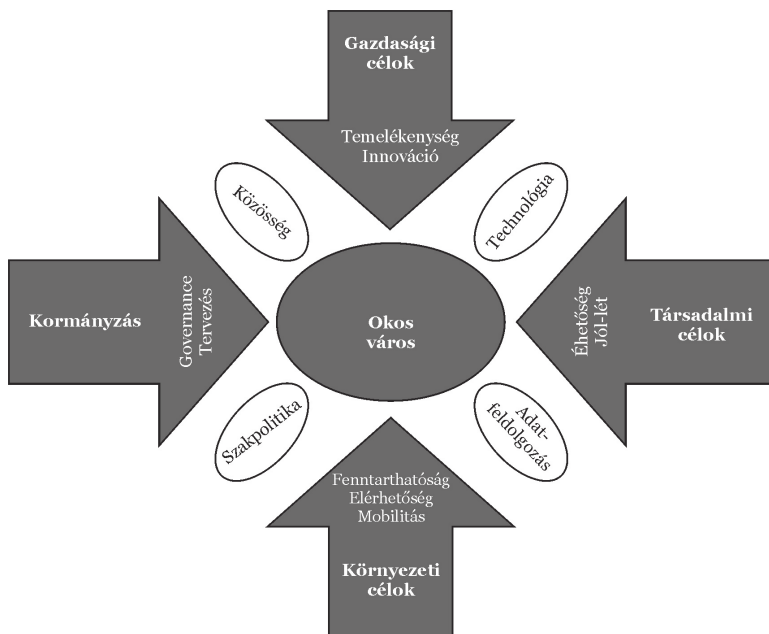 Gazdasági
célok
Temelékenység
Innováció
Közösség
Technológia
Kormányzás
Governance
Tervezés
Okos
város
Éhetőség
Jól-lét
Társadalmi
célok
Szakpolitika
Adat-
feldolgozás
Fenntarthatóság
Elérhetőség
Mobilitás
Környezeti
célok